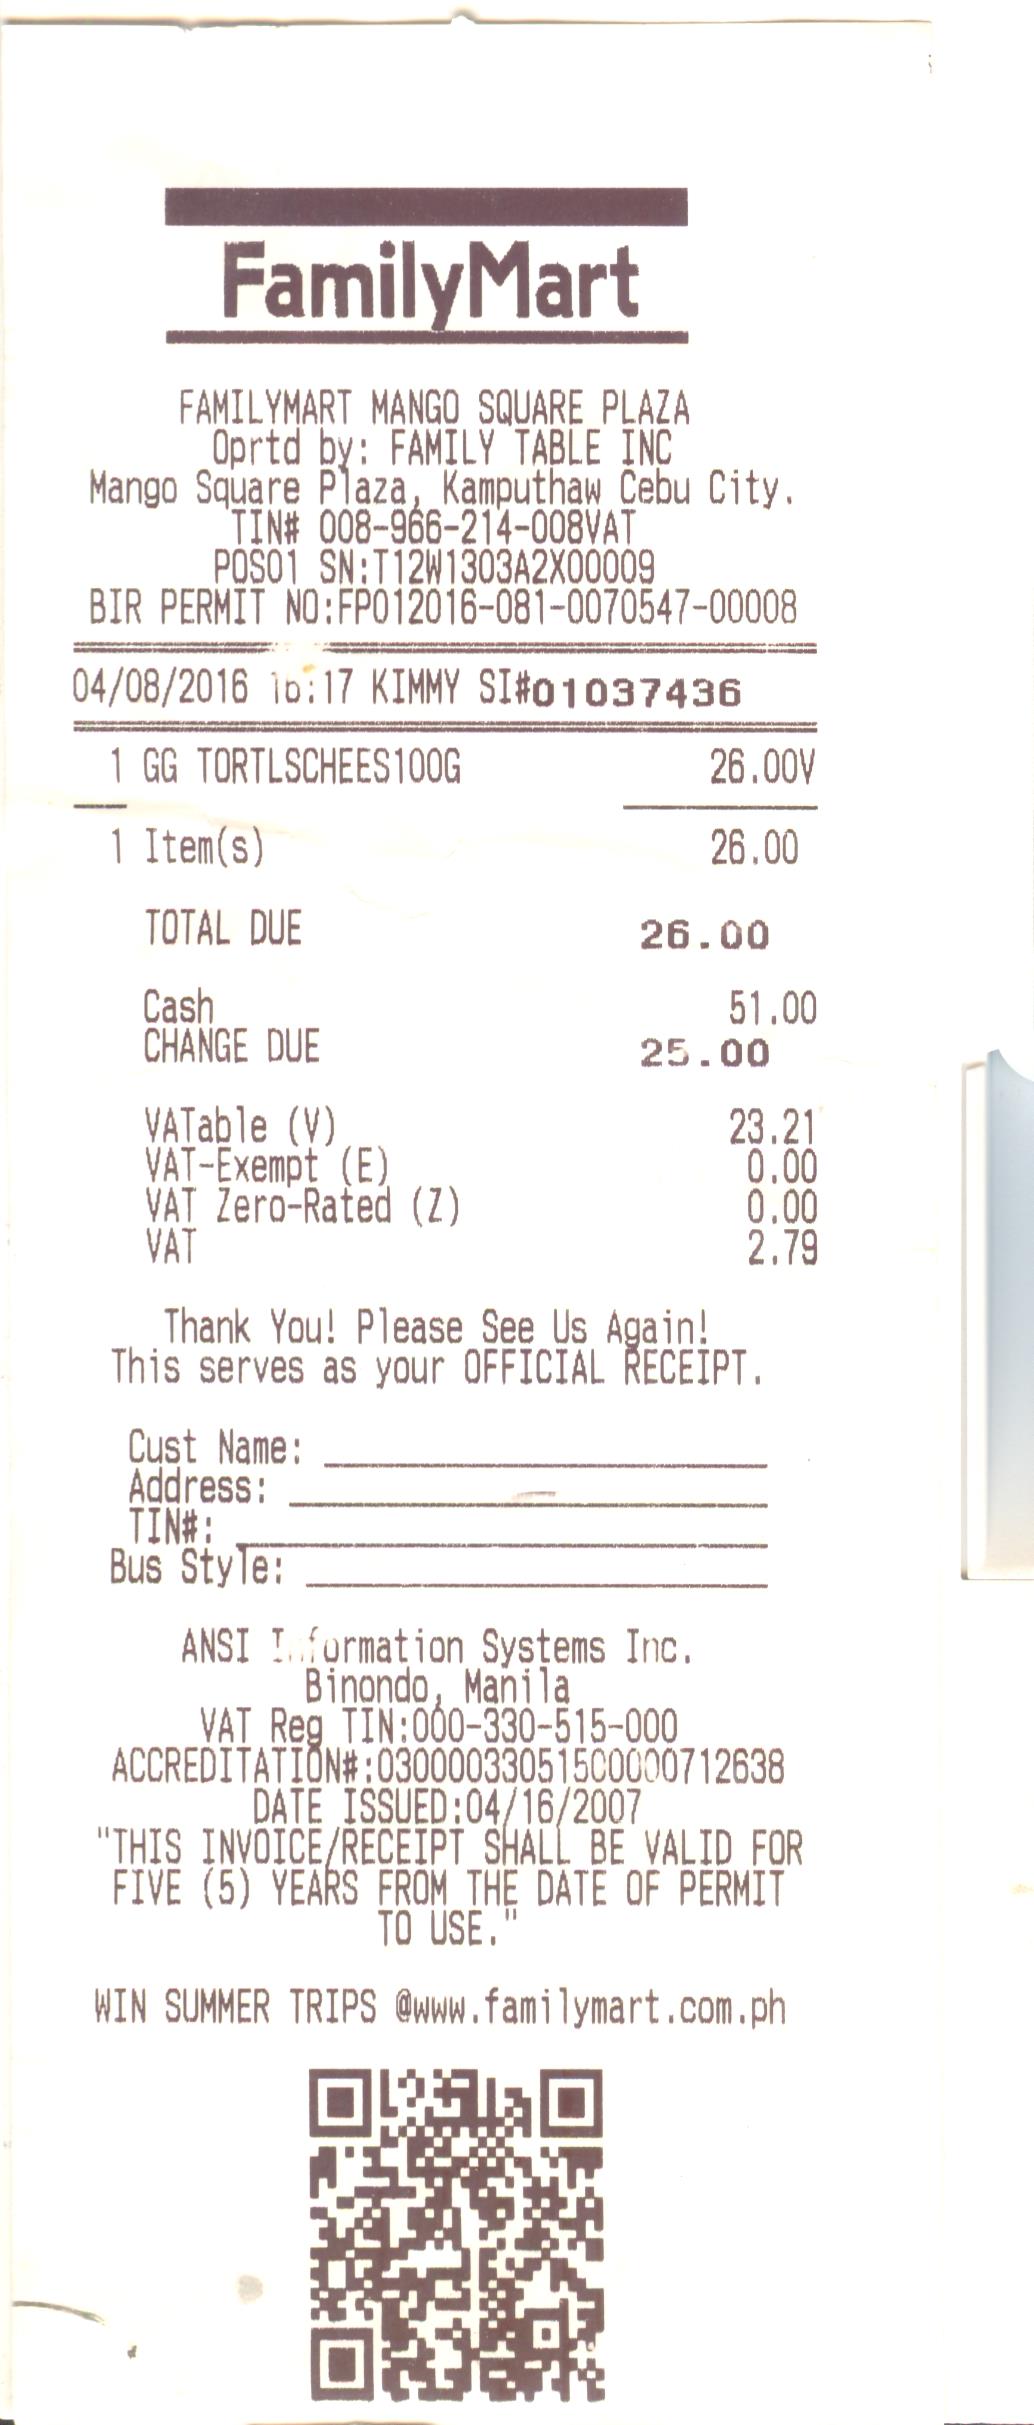 FamilyMart
FAMILYMART MANGO SQUARE PLAZA
Oprtd by: FAMILY TABLE INC
Mango Square Plaza, Kamputhaw Cebu City.
TIN# 008-966-214-008VAT
POS01 SN:T12W1303A2X00009
BIR PERMIT NO:FP012016-081-0070547-00008
04/08/2016 16:17 KIMMY SI#01037436
1 GG TORTLSCHEES100G 26.00V
1 Item(s) 26.00
TOTAL DUE 26.00
Cash 51.00
CHANGE DUE 25.00
VATable (V) 23.21
VAT-Exempt (E) 0.00
VAT Zero-Rated (Z) 0.00
VAT 2.79
Thank You! Please See Us Again!
This serves as your OFFICIAL RECEIPT.
Cust Name:
Address:
TIN#:
Bus Style:
ANSI Information Systems Inc.
Binondo, Manila
VAT Reg TIN:000-330-515-000
ACCREDITATION#:030000330515000000712638
DATE ISSUED:04/16/2007
"THIS INVOICE/RECEIPT SHALL BE VALID FOR
FIVE (5) YEARS FROM THE DATE OF PERMIT
TO USE."
WIN SUMMER TRIPS @www.familymart.com.ph